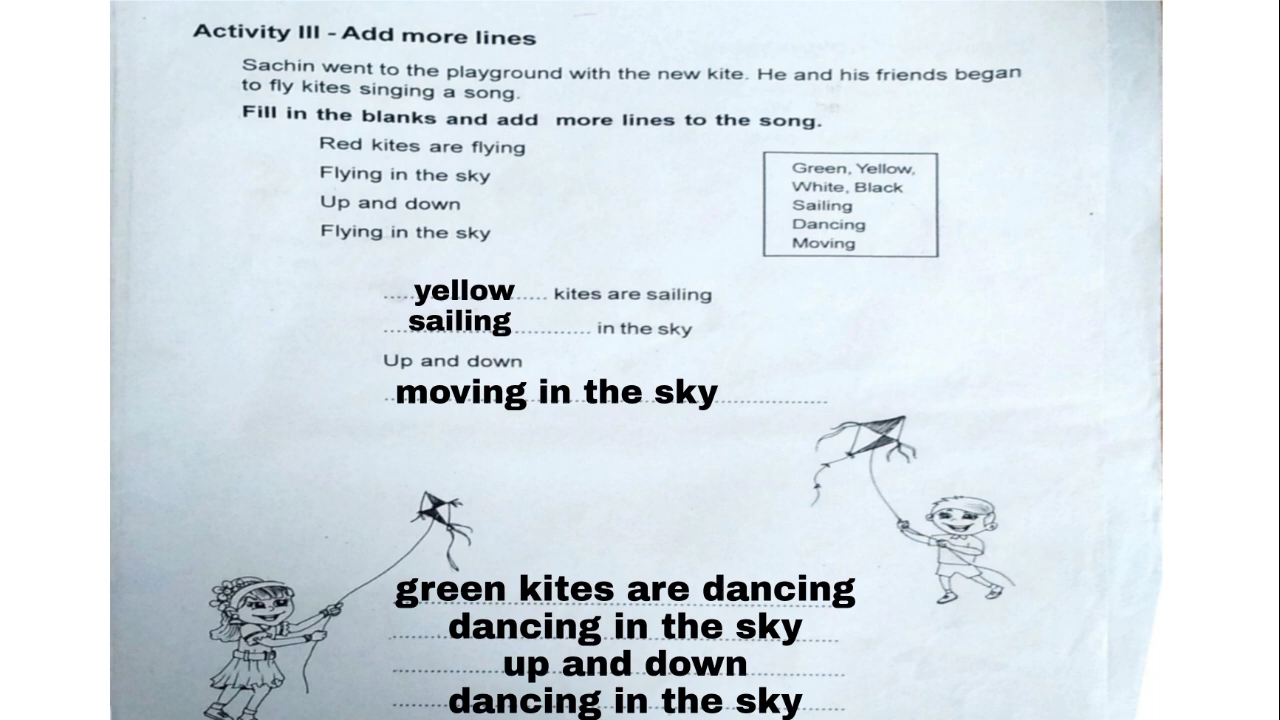 Activity III - Add more lines
Sachin went to the playground with the new kite. He and his friends began
to fly kites singing a song.
Fill in the blanks and add more lines to the song.
Red kites are flying
Flying in the sky
Up and down
Flying in the sky
Green, Yellow,
White, Black
Sailing
Dancing
Moving
.....yellow..... kites are sailing
....sailing............. in the sky
Up and down
..moving in the sky....................
green kites are dancing
dancing in the sky
up and down
dancing in the sky